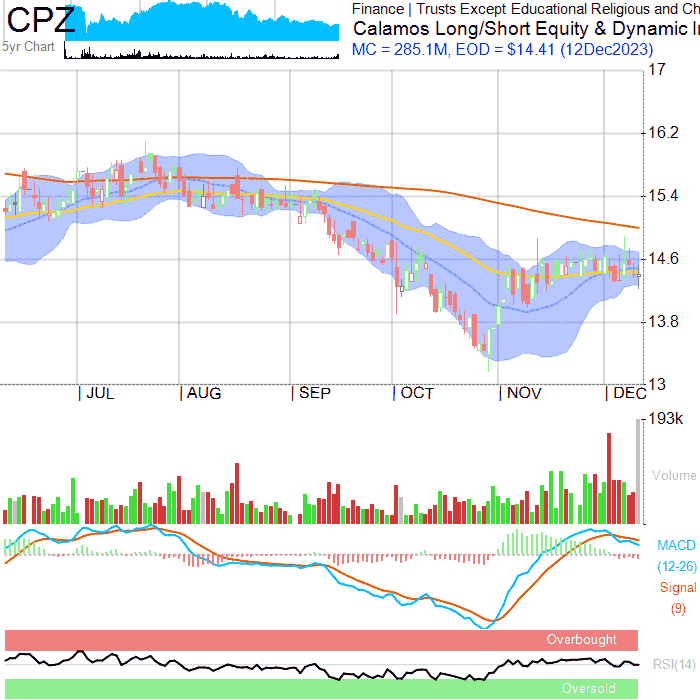 CPZ
5yr Chart
Finance | Trusts Except Educational Religious and Ch
Calamos Long/Short Equity & Dynamic In
MC = 285.1M, EOD = $14.41 (12Dec2023)
17
16.2
15.4
14.6
13.8
13
| JUL | AUG | SEP | OCT | NOV | DEC
193k
Volume
MACD
(12-26)
Signal
(9)
Overbought
RSI(14)
Oversold